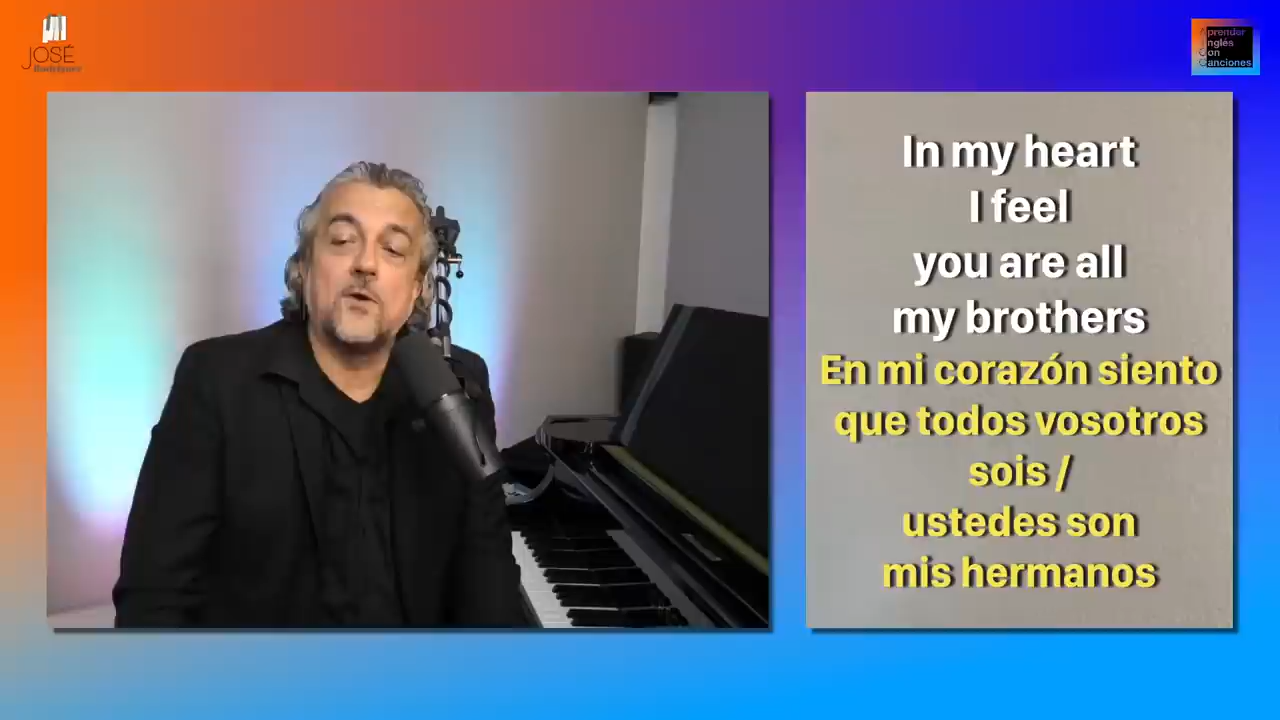 JOSÉ
Rodríguez
Aprender
Inglés
Con
Canciones
In my heart
I feel
you are all
my brothers
En mi corazón siento
que todos vosotros
sois /
ustedes son
mis hermanos